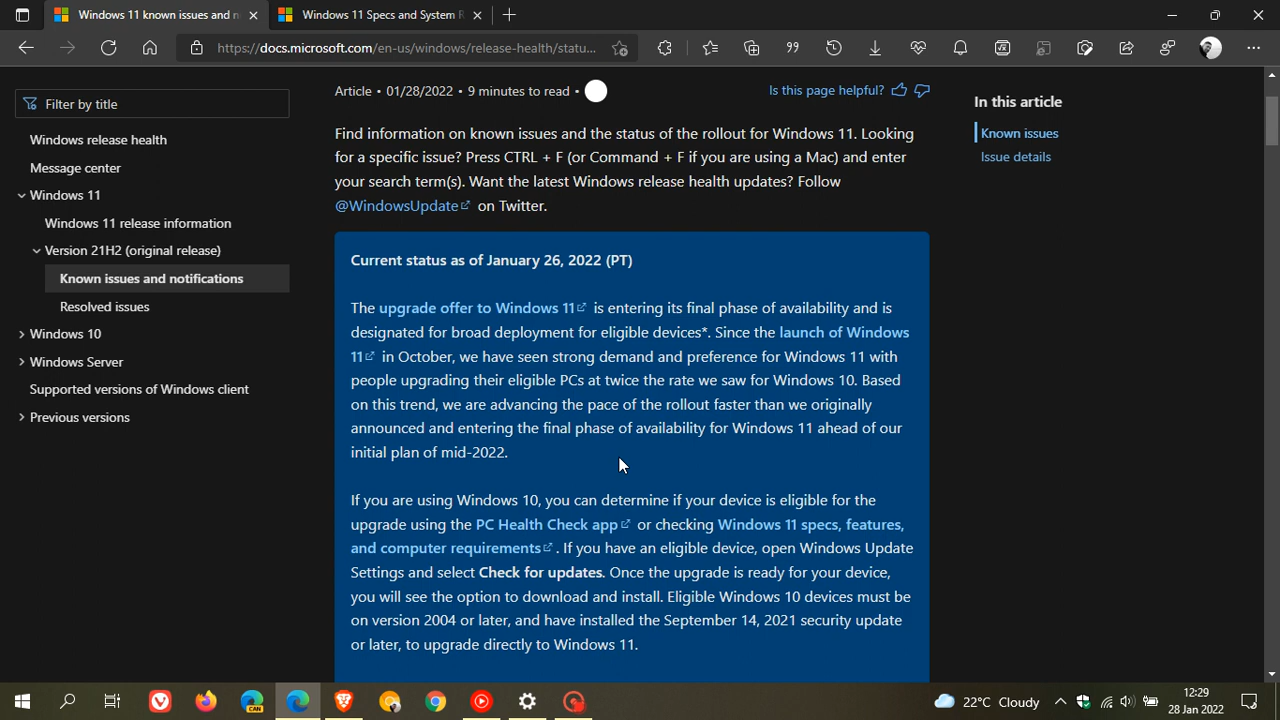 Windows 11 known issues and n
Windows 11 Specs and System R
https://docs.microsoft.com/en-us/windows/release-health/statu...
Filter by title
Windows release health
Message center
Windows 11
Windows 11 release information
Version 21H2 (original release)
Known issues and notifications
Resolved issues
Windows 10
Windows Server
Supported versions of Windows client
Previous versions
Article • 01/28/2022 • 9 minutes to read •
Is this page helpful?
Find information on known issues and the status of the rollout for Windows 11. Looking
for a specific issue? Press CTRL + F (or Command + F if you are using a Mac) and enter
your search term(s). Want the latest Windows release health updates? Follow
@WindowsUpdate on Twitter.
Current status as of January 26, 2022 (PT)
The upgrade offer to Windows 11 is entering its final phase of availability and is
designated for broad deployment for eligible devices*. Since the launch of Windows
11 in October, we have seen strong demand and preference for Windows 11 with
people upgrading their eligible PCs at twice the rate we saw for Windows 10. Based
on this trend, we are advancing the pace of the rollout faster than we originally
announced and entering the final phase of availability for Windows 11 ahead of our
initial plan of mid-2022.
If you are using Windows 10, you can determine if your device is eligible for the
upgrade using the PC Health Check app or checking Windows 11 specs, features,
and computer requirements. If you have an eligible device, open Windows Update
Settings and select Check for updates. Once the upgrade is ready for your device,
you will see the option to download and install. Eligible Windows 10 devices must be
on version 2004 or later, and have installed the September 14, 2021 security update
or later, to upgrade directly to Windows 11.
In this article
Known issues
Issue details
CAN
22°C Cloudy
12:29
28 Jan 2022